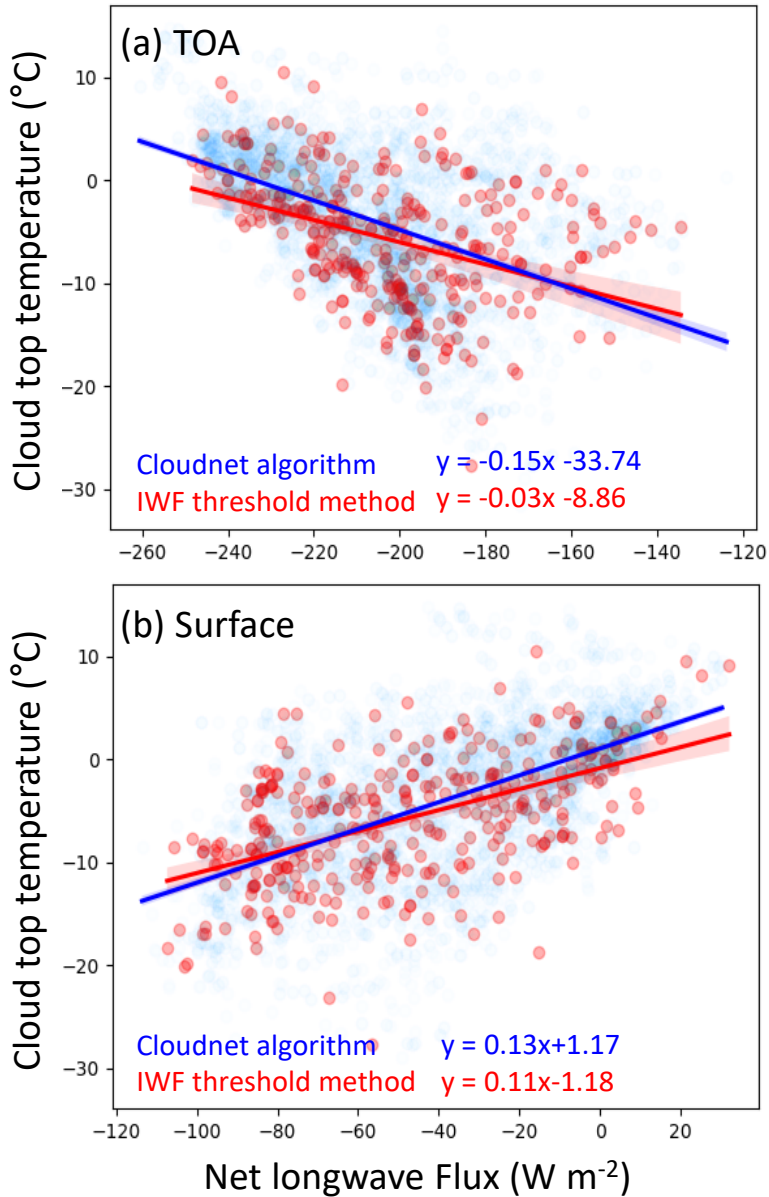 (a) TOA
Cloud top temperature (°C)
10
0
−10
−20
−30
Cloudnet algorithm y = -0.15x -33.74
IWF threshold method y = -0.03x -8.86
−260 −240 −220 −200 −180 −160 −140 −120
(b) Surface
Cloud top temperature (°C)
10
0
−10
−20
−30
Cloudnet algorithm y = 0.13x+1.17
IWF threshold method y = 0.11x-1.18
−120 −100 −80 −60 −40 −20 0 20
Net longwave Flux (W m⁻²)